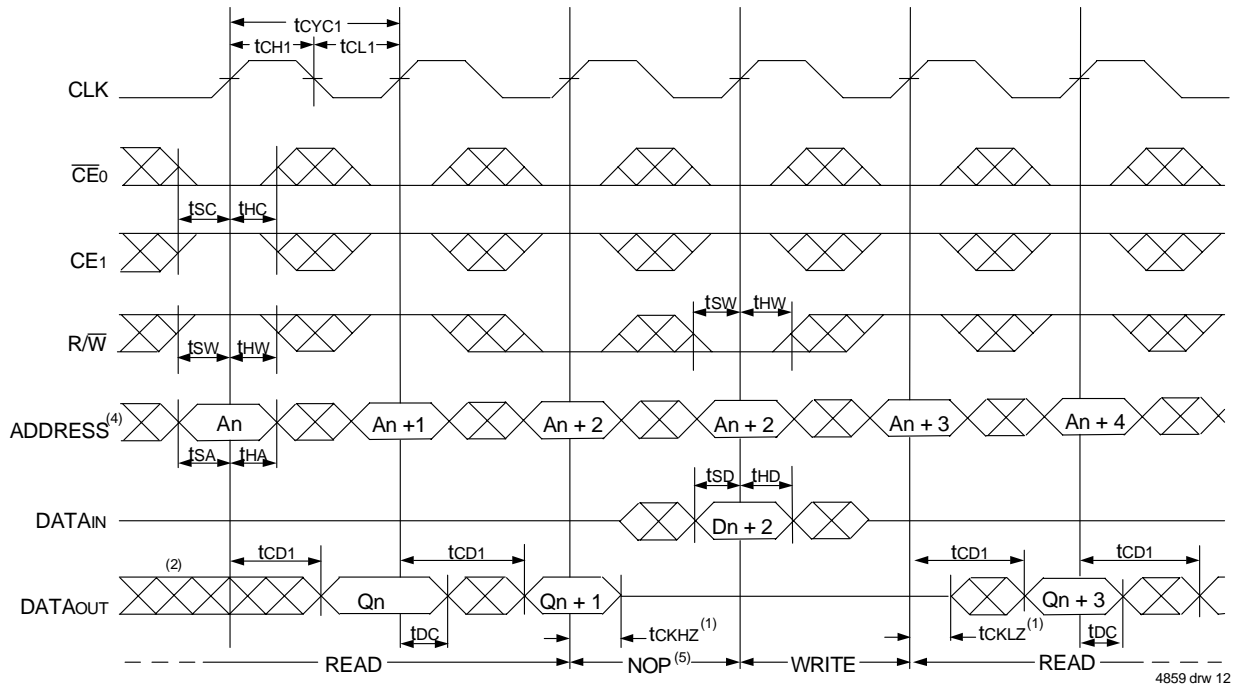 tCYC1
tCH1 tCL1
CLK
CE0
tSC tHC
CE1
tSW tHW
R/W
tSW tHW
ADDRESS(4) An An +1 An + 2 An + 2 An + 3 An + 4
tSA tHA
tSD tHD
DATAIN Dn + 2
(2) tCD1 tCD1 tCD1 tCD1
DATAOUT Qn Qn + 1 Qn + 3
tDC tCKHZ(1) tCKLZ(1) tDC
READ NOP(5) WRITE READ
4859 drw 12